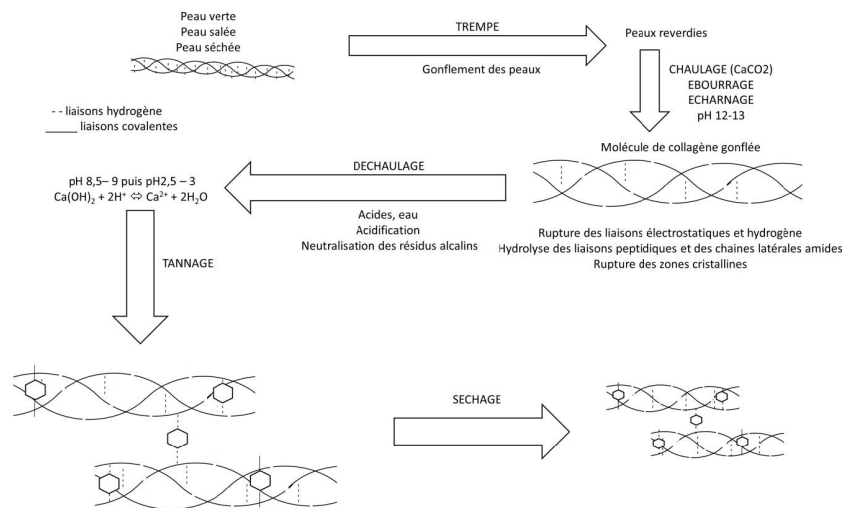 Peau verte
Peau salée
Peau séchée
TREMPE
Gonflement des peaux
Peaux reverdies
CHAULAGE (CaCO2)
EBOURRAGE
ECHARNAGE
pH 12-13
- - liaisons hydrogène
_____ liaisons covalentes
Molécule de collagène gonflée
Rupture des liaisons électrostatiques et hydrogène
Hydrolyse des liaisons peptidiques et des chaines latérales amides
Rupture des zones cristallines
DECHAULAGE
Acides, eau
Acidification
Neutralisation des résidus alcalins
pH 8,5– 9 puis pH2,5 – 3
Ca(OH)₂ + 2H⁺ ⇔ Ca²⁺ + 2H₂O
TANNAGE
SECHAGE